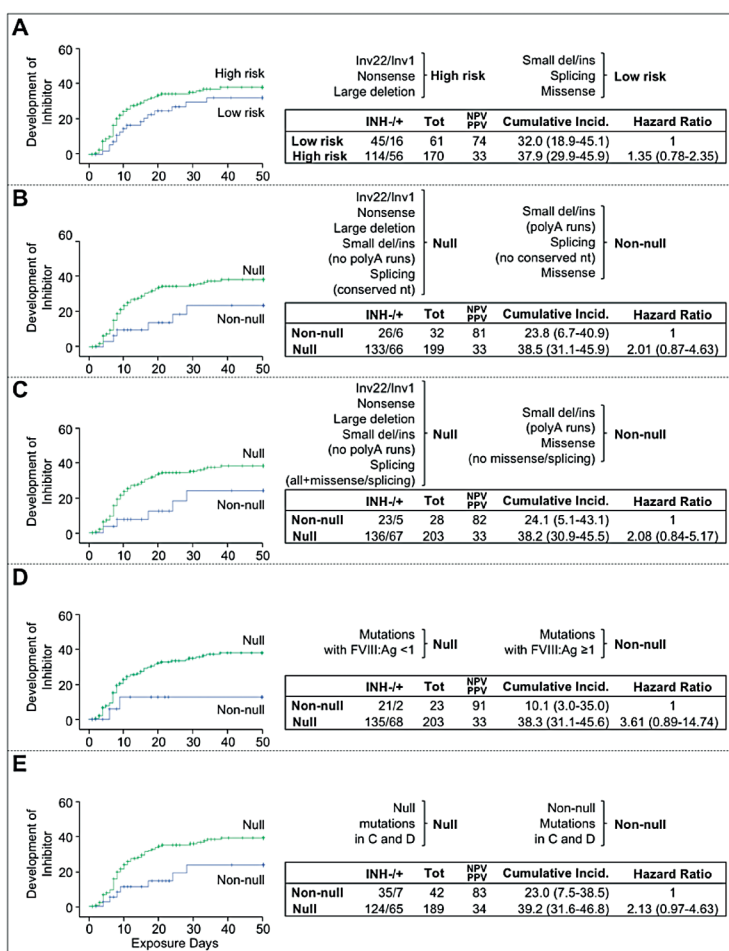 A
Development of
Inhibitor
60
40
20
0
0 10 20 30 40 50
High risk
Low risk
Inv22/Inv1
Nonsense
Large deletion
High risk
Small del/ins
Splicing
Missense
Low risk
INH-/+ Tot NPV PPV Cumulative Incid. Hazard Ratio
Low risk 45/16 61 74 32.0 (18.9-45.1) 1
High risk 114/56 170 33 37.9 (29.9-45.9) 1.35 (0.78-2.35)
B
Development of
Inhibitor
60
40
20
0
0 10 20 30 40 50
Null
Non-null
Inv22/Inv1
Nonsense
Large deletion
Small del/ins
(no polyA runs)
Splicing
(conserved nt)
Null
Small del/ins
(polyA runs)
Splicing
(no conserved nt)
Missense
Non-null
INH-/+ Tot NPV PPV Cumulative Incid. Hazard Ratio
Non-null 26/6 32 81 23.8 (6.7-40.9) 1
Null 133/66 199 33 38.5 (31.1-45.9) 2.01 (0.87-4.63)
C
Development of
Inhibitor
60
40
20
0
0 10 20 30 40 50
Null
Non-null
Inv22/Inv1
Nonsense
Large deletion
Small del/ins
(no polyA runs)
Splicing
(all+missense/splicing)
Null
Small del/ins
(polyA runs)
Missense
(no missense/splicing)
Non-null
INH-/+ Tot NPV PPV Cumulative Incid. Hazard Ratio
Non-null 23/5 28 82 24.1 (5.1-43.1) 1
Null 136/67 203 33 38.2 (30.9-45.5) 2.08 (0.84-5.17)
D
Development of
Inhibitor
60
40
20
0
0 10 20 30 40 50
Null
Non-null
Mutations
with FVIII:Ag <1
Null
Mutations
with FVIII:Ag ≥1
Non-null
INH-/+ Tot NPV PPV Cumulative Incid. Hazard Ratio
Non-null 21/2 23 91 10.1 (3.0-35.0) 1
Null 135/68 203 33 38.3 (31.1-45.6) 3.61 (0.89-14.74)
E
Development of
Inhibitor
60
40
20
0
0 10 20 30 40 50
Exposure Days
Null
Non-null
Null
mutations
in C and D
Null
Non-null
Mutations
in C and D
Non-null
INH-/+ Tot NPV PPV Cumulative Incid. Hazard Ratio
Non-null 35/7 42 83 23.0 (7.5-38.5) 1
Null 124/65 189 34 39.2 (31.6-46.8) 2.13 (0.97-4.63)